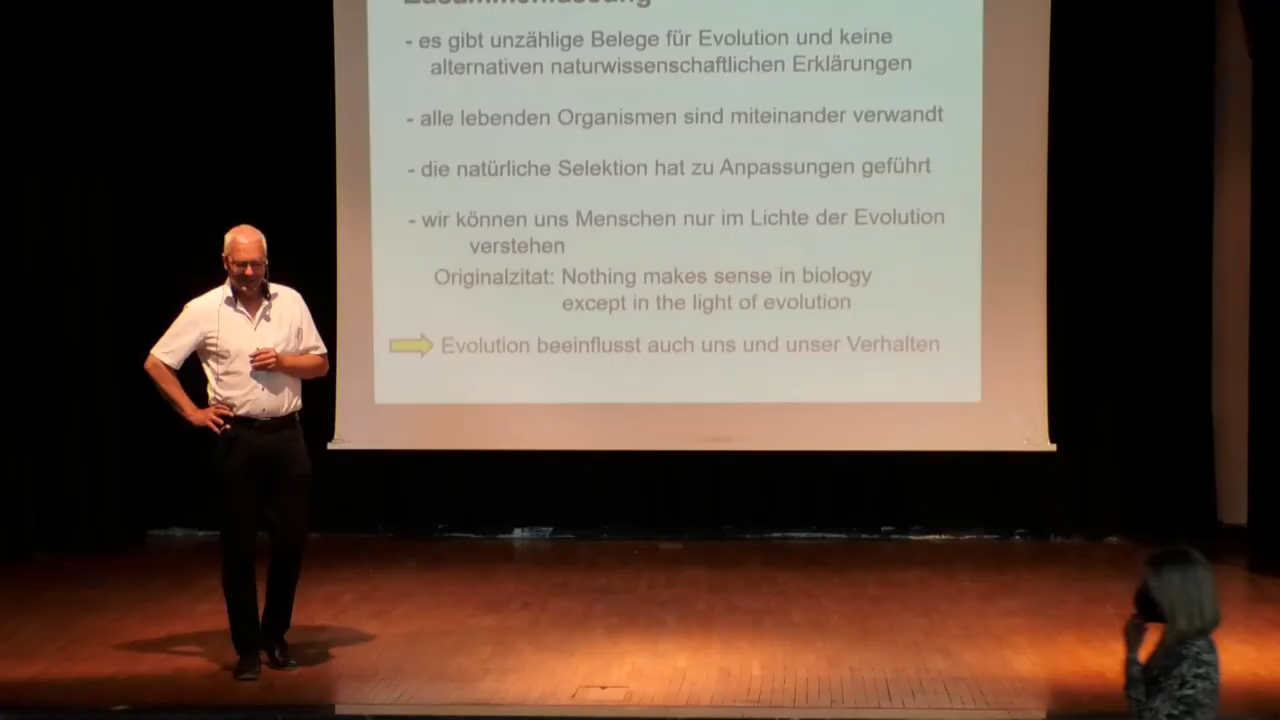 Zusammenfassung
- es gibt unzählige Belege für Evolution und keine
alternativen naturwissenschaftlichen Erklärungen
- alle lebenden Organismen sind miteinander verwandt
- die natürliche Selektion hat zu Anpassungen geführt
- wir können uns Menschen nur im Lichte der Evolution
verstehen
Originalzitat: Nothing makes sense in biology
except in the light of evolution
Evolution beeinflusst auch uns und unser Verhalten